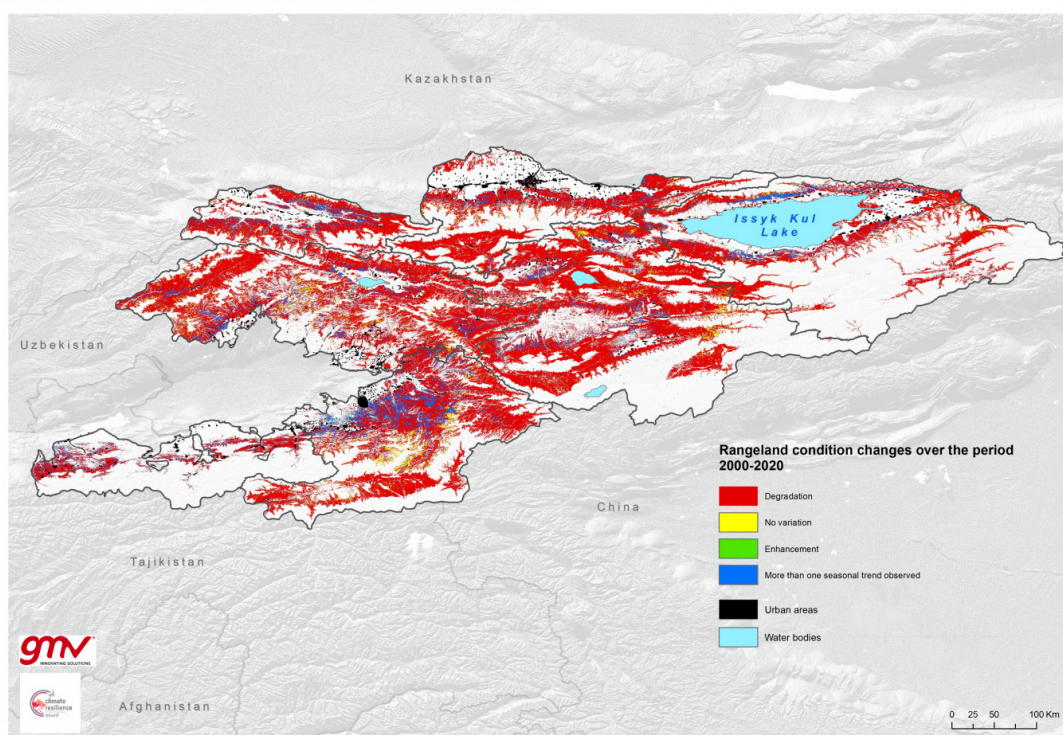 Kazakhstan
Issyk Kul
Lake
Uzbekistan
Rangeland condition changes over the period
2000-2020
Degradation
No variation
Enhancement
More than one seasonal trend observed
Urban areas
Water bodies
China
Tajikistan
Afghanistan
gmv
INNOVATING SOLUTIONS
climate
resilience
0 25 50 100 Km